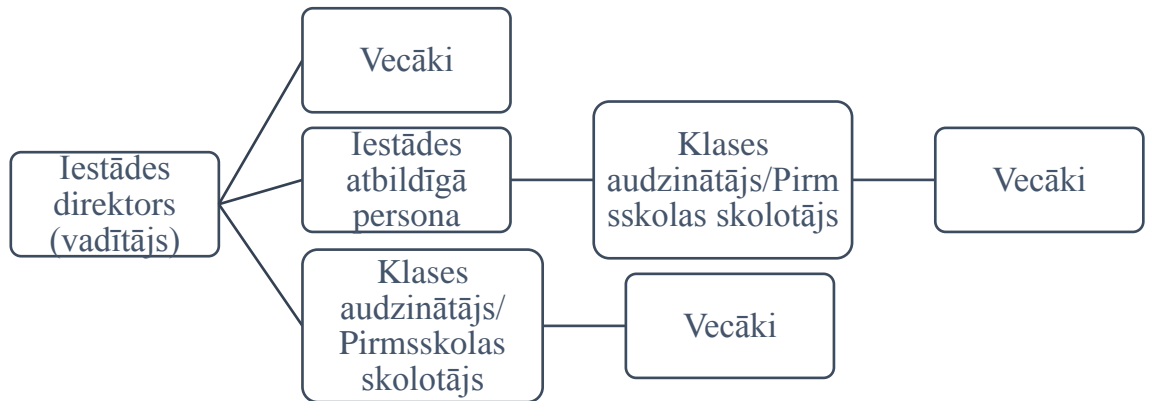 Iestādes
direktors
(vadītājs)
Vecāki
Iestādes
atbildīgā
persona
Klases
audzinātājs/Pirm
sskolas skolotājs
Vecāki
Klases
audzinātājs/
Pirmsskolas
skolotājs
Vecāki